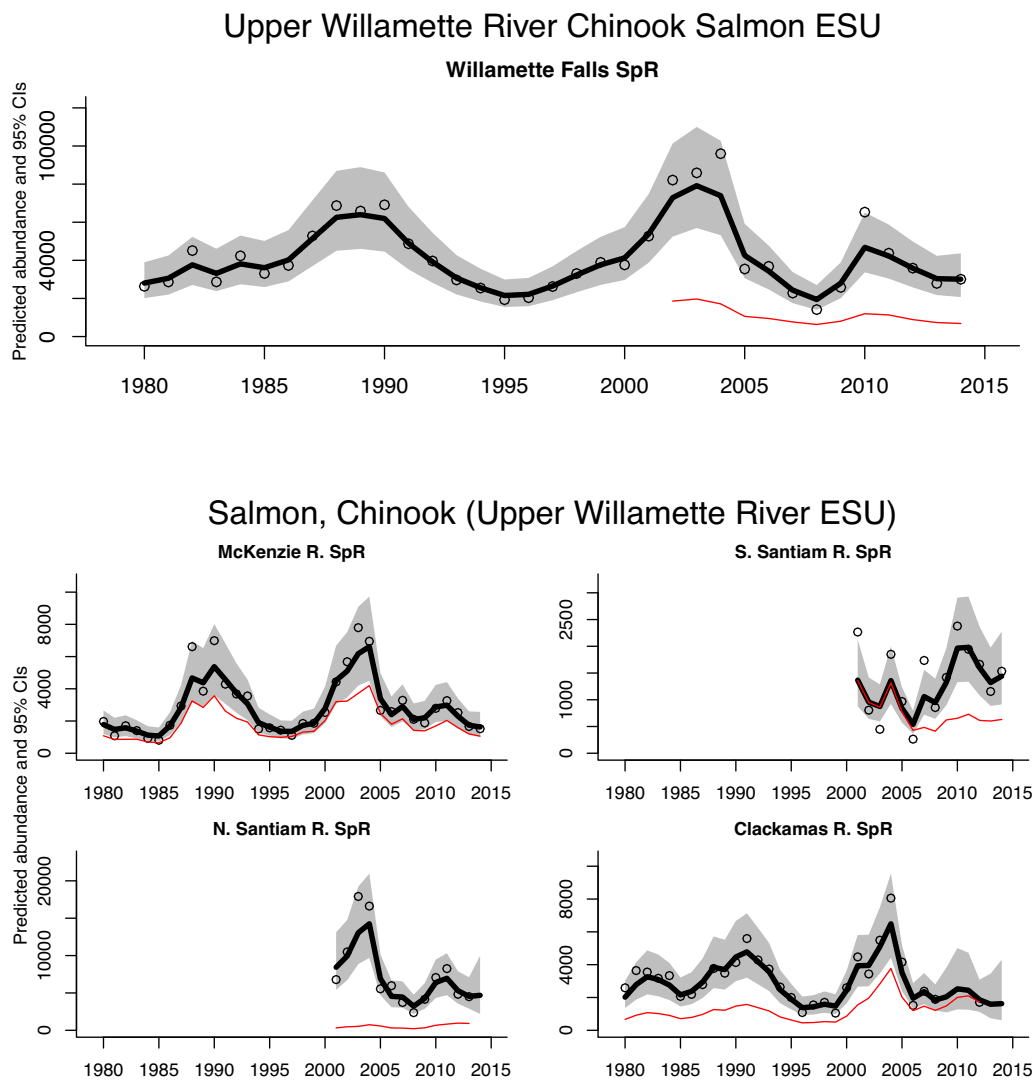 Upper Willamette River Chinook Salmon ESU
Willamette Falls SpR
Predicted abundance and 95% CIs
100000
40000
0
1980 1985 1990 1995 2000 2005 2010 2015
Salmon, Chinook (Upper Willamette River ESU)
McKenzie R. SpR
S. Santiam R. SpR
Predicted abundance and 95% CIs
8000
4000
0
1980 1985 1990 1995 2000 2005 2010 2015
2500
1000
0
1980 1985 1990 1995 2000 2005 2010 2015
N. Santiam R. SpR
Clackamas R. SpR
20000
10000
0
1980 1985 1990 1995 2000 2005 2010 2015
8000
4000
0
1980 1985 1990 1995 2000 2005 2010 2015